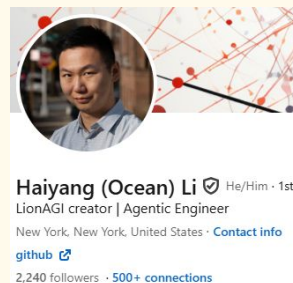 Haiyang (Ocean) Li He/Him · 1st
LionAGI creator | Agentic Engineer
New York, New York, United States · Contact info
github
2,240 followers · 500+ connections